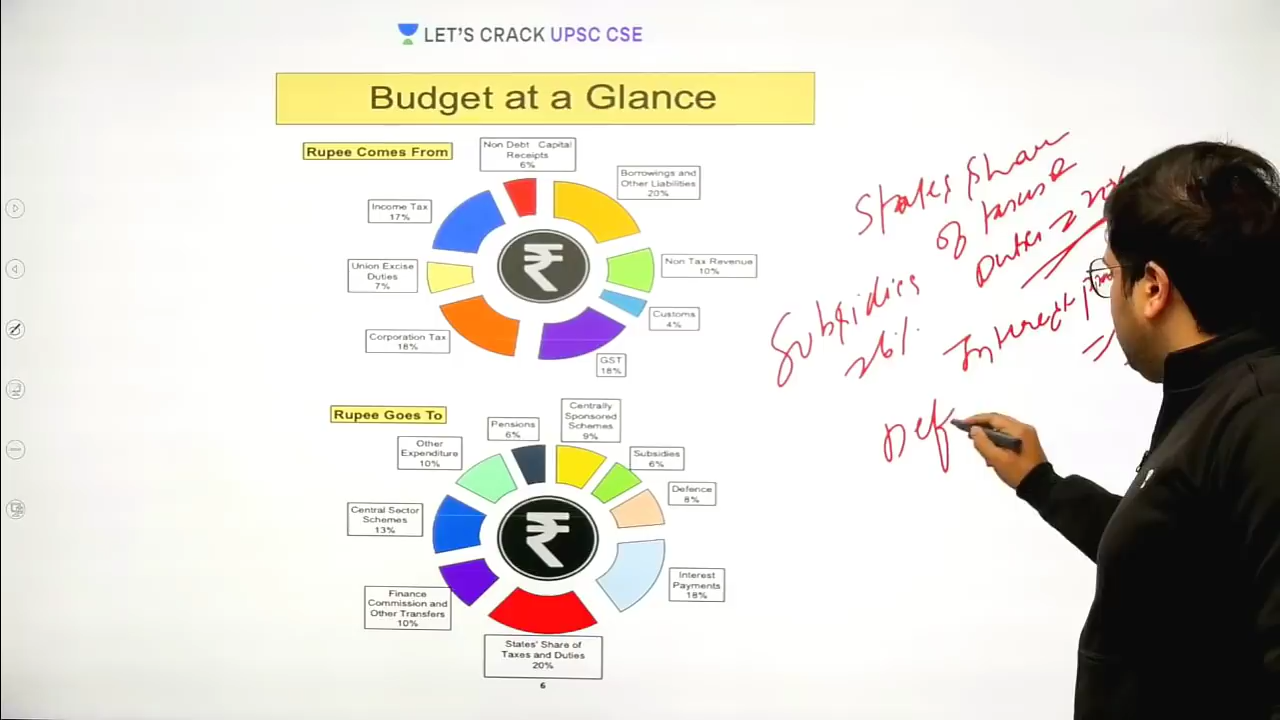 LET'S CRACK UPSC CSE
Budget at a Glance
Rupee Comes From
Non Debt Capital
Receipts
6%
Borrowings and
Other Liabilities
20%
Income Tax
17%
Non Tax Revenue
10%
Union Excise
Duties
7%
Customs
4%
Corporation Tax
18%
GST
18%
Rupee Goes To
Centrally
Sponsored
Schemes
9%
Pensions
6%
Other
Expenditure
10%
Subsidies
6%
Defence
8%
Central Sector
Schemes
13%
Interest
Payments
18%
Finance
Commission and
Other Transfers
10%
States' Share of
Taxes and Duties
20%
6
States Share
of taxes &
Duties =
Subsidies
Interest
Def